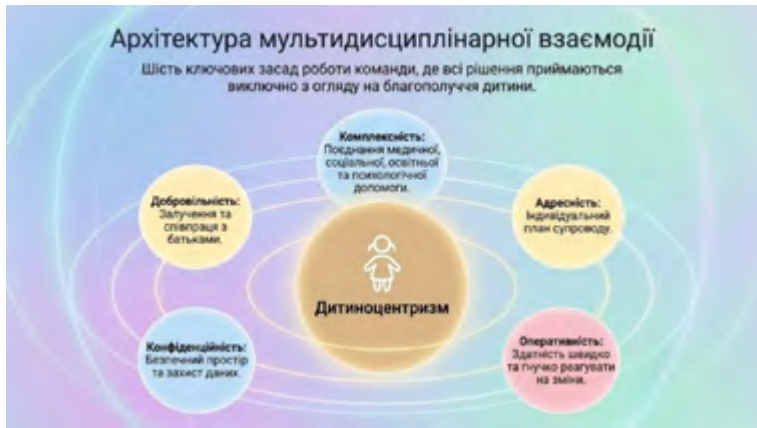 Архітектура мультидисциплінарної взаємодії
Шість ключових засад роботи команди, де всі рішення приймаються
виключно з огляду на благополуччя дитини.
Комплексність:
Поєднання медичної,
соціальної, освітньої
та психологічної
допомоги.
Добровільність:
Залучення та
співпраця з
батьками.
Адресність:
Індивідуальний
план супроводу.
Дитиноцентризм
Конфіденційність:
Безпечний простір
та захист даних.
Оперативність:
Здатність швидко
та гнучко реагувати
на зміни.